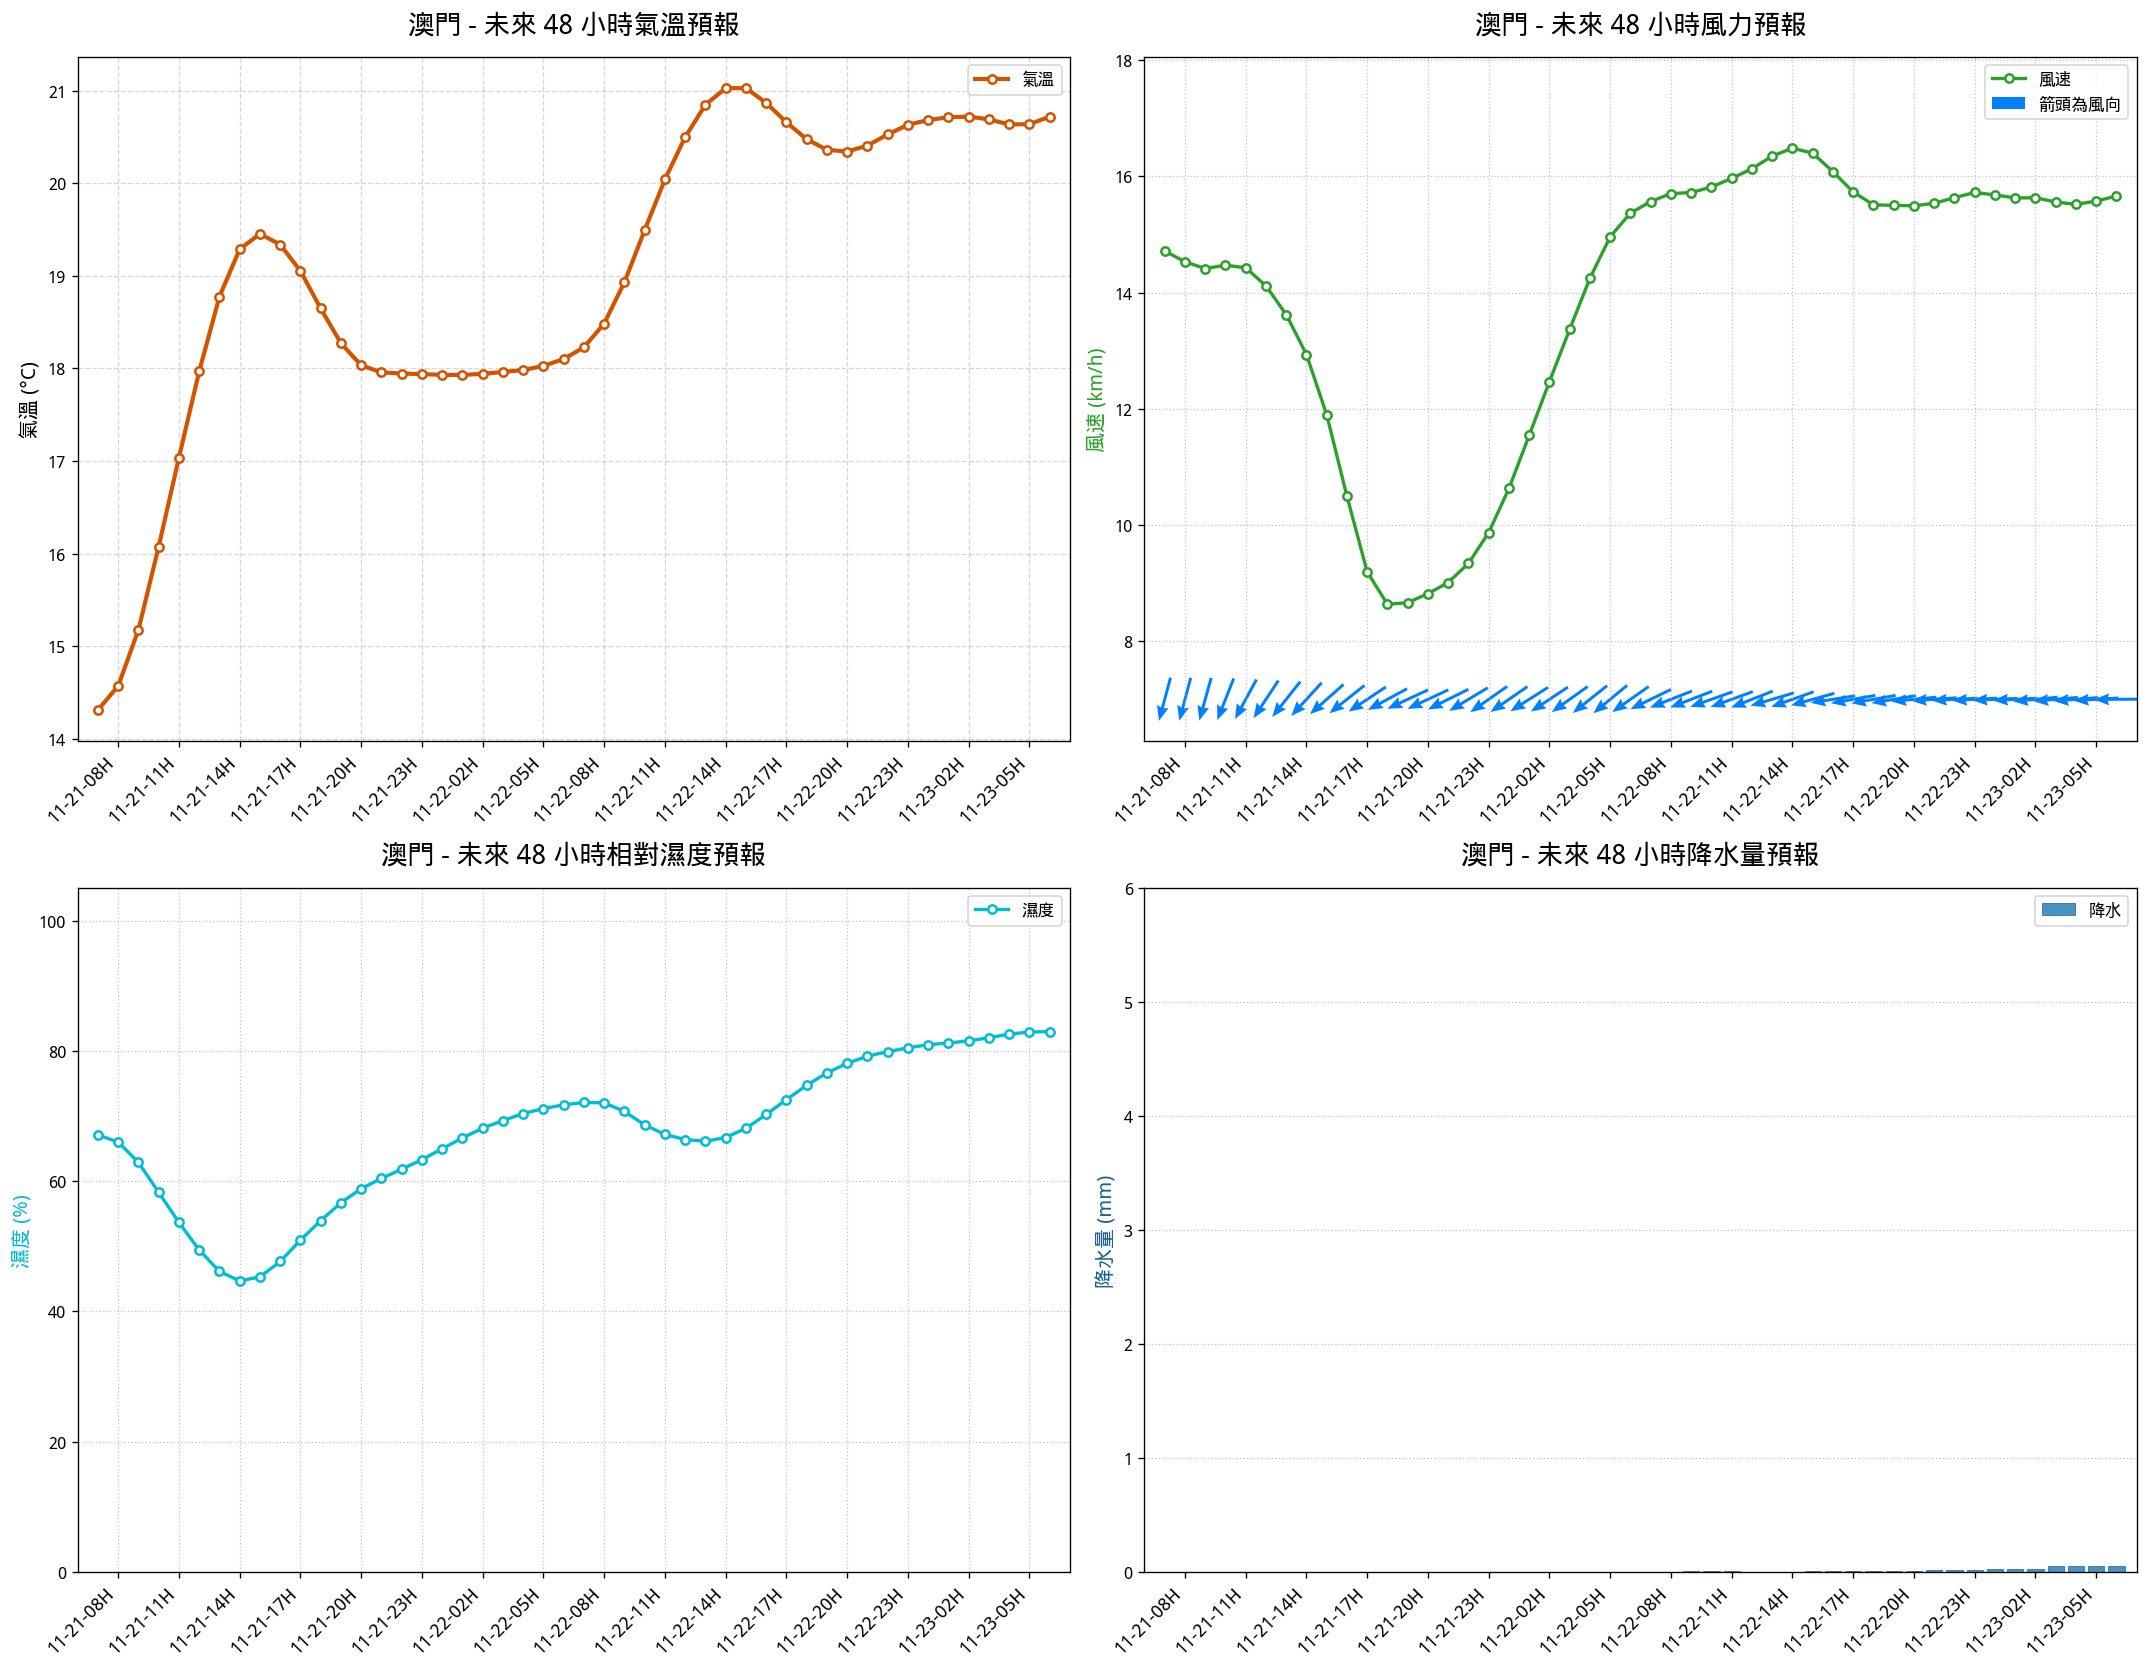 澳門 - 未來 48 小時氣溫預報
氣溫
氣溫 (°C)
21
20
19
18
17
16
15
14
11-21-08H
11-21-11H
11-21-14H
11-21-17H
11-21-20H
11-21-23H
11-22-02H
11-22-05H
11-22-08H
11-22-11H
11-22-14H
11-22-17H
11-22-20H
11-22-23H
11-23-02H
11-23-05H
澳門 - 未來 48 小時風力預報
風速
箭頭為風向
風速 (km/h)
18
16
14
12
10
8
11-21-08H
11-21-11H
11-21-14H
11-21-17H
11-21-20H
11-21-23H
11-22-02H
11-22-05H
11-22-08H
11-22-11H
11-22-14H
11-22-17H
11-22-20H
11-22-23H
11-23-02H
11-23-05H
澳門 - 未來 48 小時相對濕度預報
濕度
濕度 (%)
100
80
60
40
20
0
11-21-08H
11-21-11H
11-21-14H
11-21-17H
11-21-20H
11-21-23H
11-22-02H
11-22-05H
11-22-08H
11-22-11H
11-22-14H
11-22-17H
11-22-20H
11-22-23H
11-23-02H
11-23-05H
澳門 - 未來 48 小時降水量預報
降水
降水量 (mm)
6
5
4
3
2
1
0
11-21-08H
11-21-11H
11-21-14H
11-21-17H
11-21-20H
11-21-23H
11-22-02H
11-22-05H
11-22-08H
11-22-11H
11-22-14H
11-22-17H
11-22-20H
11-22-23H
11-23-02H
11-23-05H